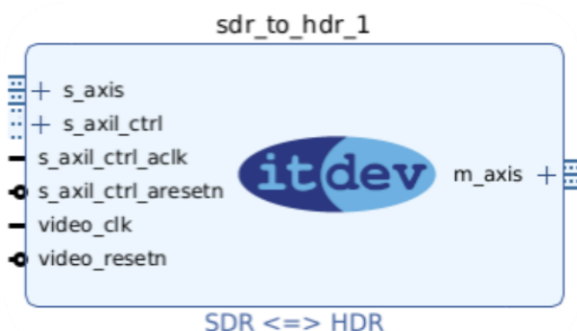 sdr_to_hdr_1
+ s_axis
+ s_axil_ctrl
s_axil_ctrl_aclk
s_axil_ctrl_aresetn
video_clk
video_resetn
itdev
m_axis +
SDR <=> HDR